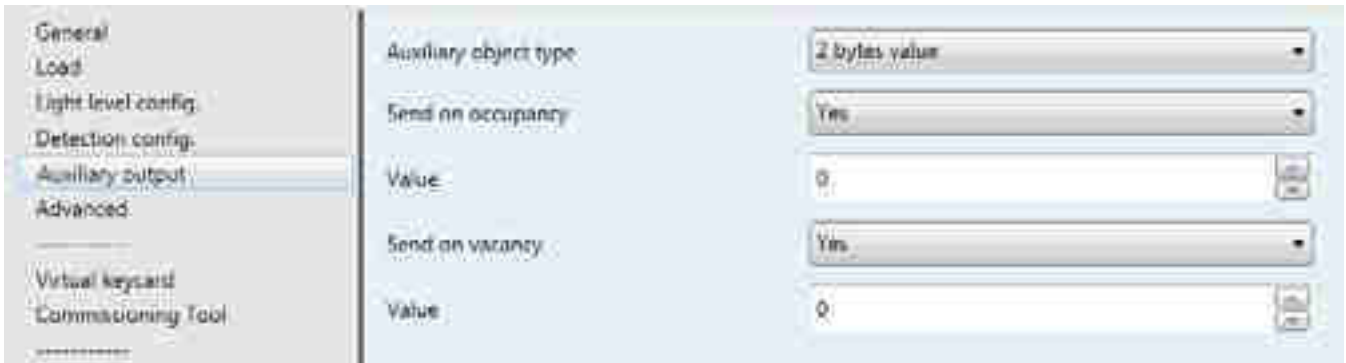 General
Load
Light level config.
Detection config.
Auxiliary output
Advanced
-----------
Virtual keycard
Commissioning Tool
-----------
Auxiliary object type
2 bytes value
Send on occupancy
Yes
Value
0
Send on vacancy
Yes
Value
0